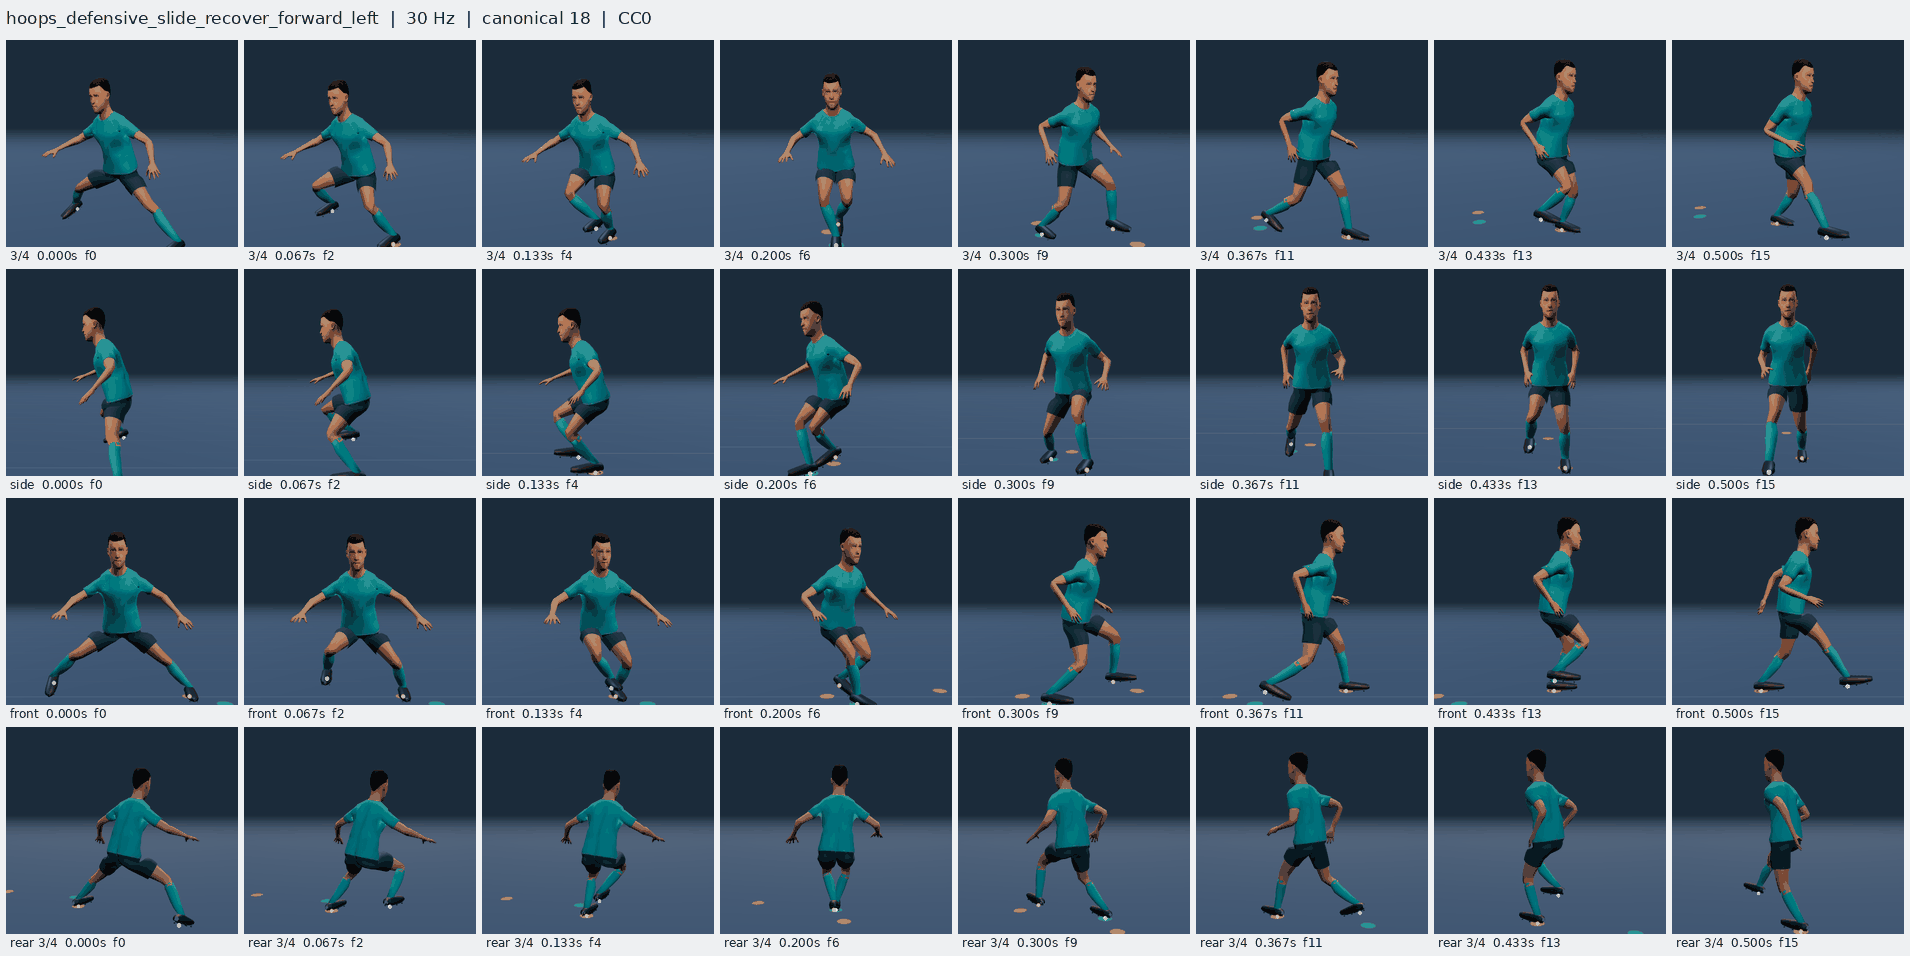 hoops_defensive_slide_recover_forward_left | 30 Hz | canonical 18 | CC0
3/4 0.000s f0
3/4 0.067s f2
3/4 0.133s f4
3/4 0.200s f6
3/4 0.300s f9
3/4 0.367s f11
3/4 0.433s f13
3/4 0.500s f15
side 0.000s f0
side 0.067s f2
side 0.133s f4
side 0.200s f6
side 0.300s f9
side 0.367s f11
side 0.433s f13
side 0.500s f15
front 0.000s f0
front 0.067s f2
front 0.133s f4
front 0.200s f6
front 0.300s f9
front 0.367s f11
front 0.433s f13
front 0.500s f15
rear 3/4 0.000s f0
rear 3/4 0.067s f2
rear 3/4 0.133s f4
rear 3/4 0.200s f6
rear 3/4 0.300s f9
rear 3/4 0.367s f11
rear 3/4 0.433s f13
rear 3/4 0.500s f15